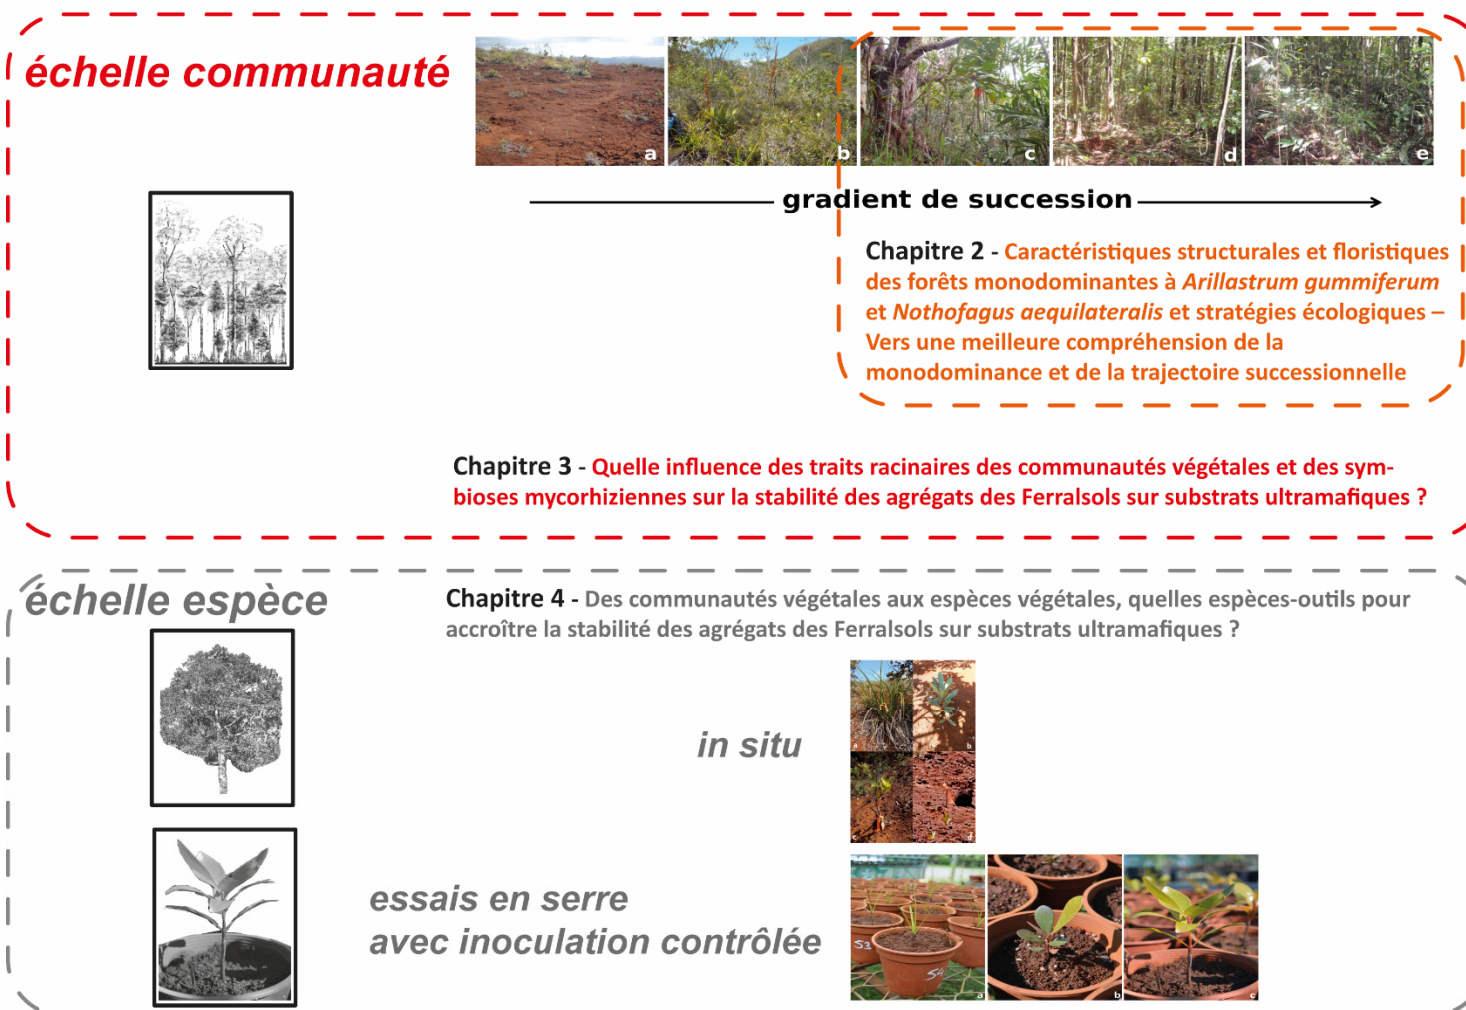 échelle communauté
a b c d e
gradient de succession
Chapitre 2 - Caractéristiques structurales et floristiques
des forêts monodominantes à Arillastrum gummiferum
et Nothofagus aequilateralis et stratégies écologiques –
Vers une meilleure compréhension de la
monodominance et de la trajectoire successionnelle
Chapitre 3 - Quelle influence des traits racinaires des communautés végétales et des sym-
bioses mycorhiziennes sur la stabilité des agrégats des Ferralsols sur substrats ultramafiques ?
échelle espèce
Chapitre 4 - Des communautés végétales aux espèces végétales, quelles espèces-outils pour
accroître la stabilité des agrégats des Ferralsols sur substrats ultramafiques ?
in situ
a b
c d
essais en serre
avec inoculation contrôlée
S3
S4
a b c